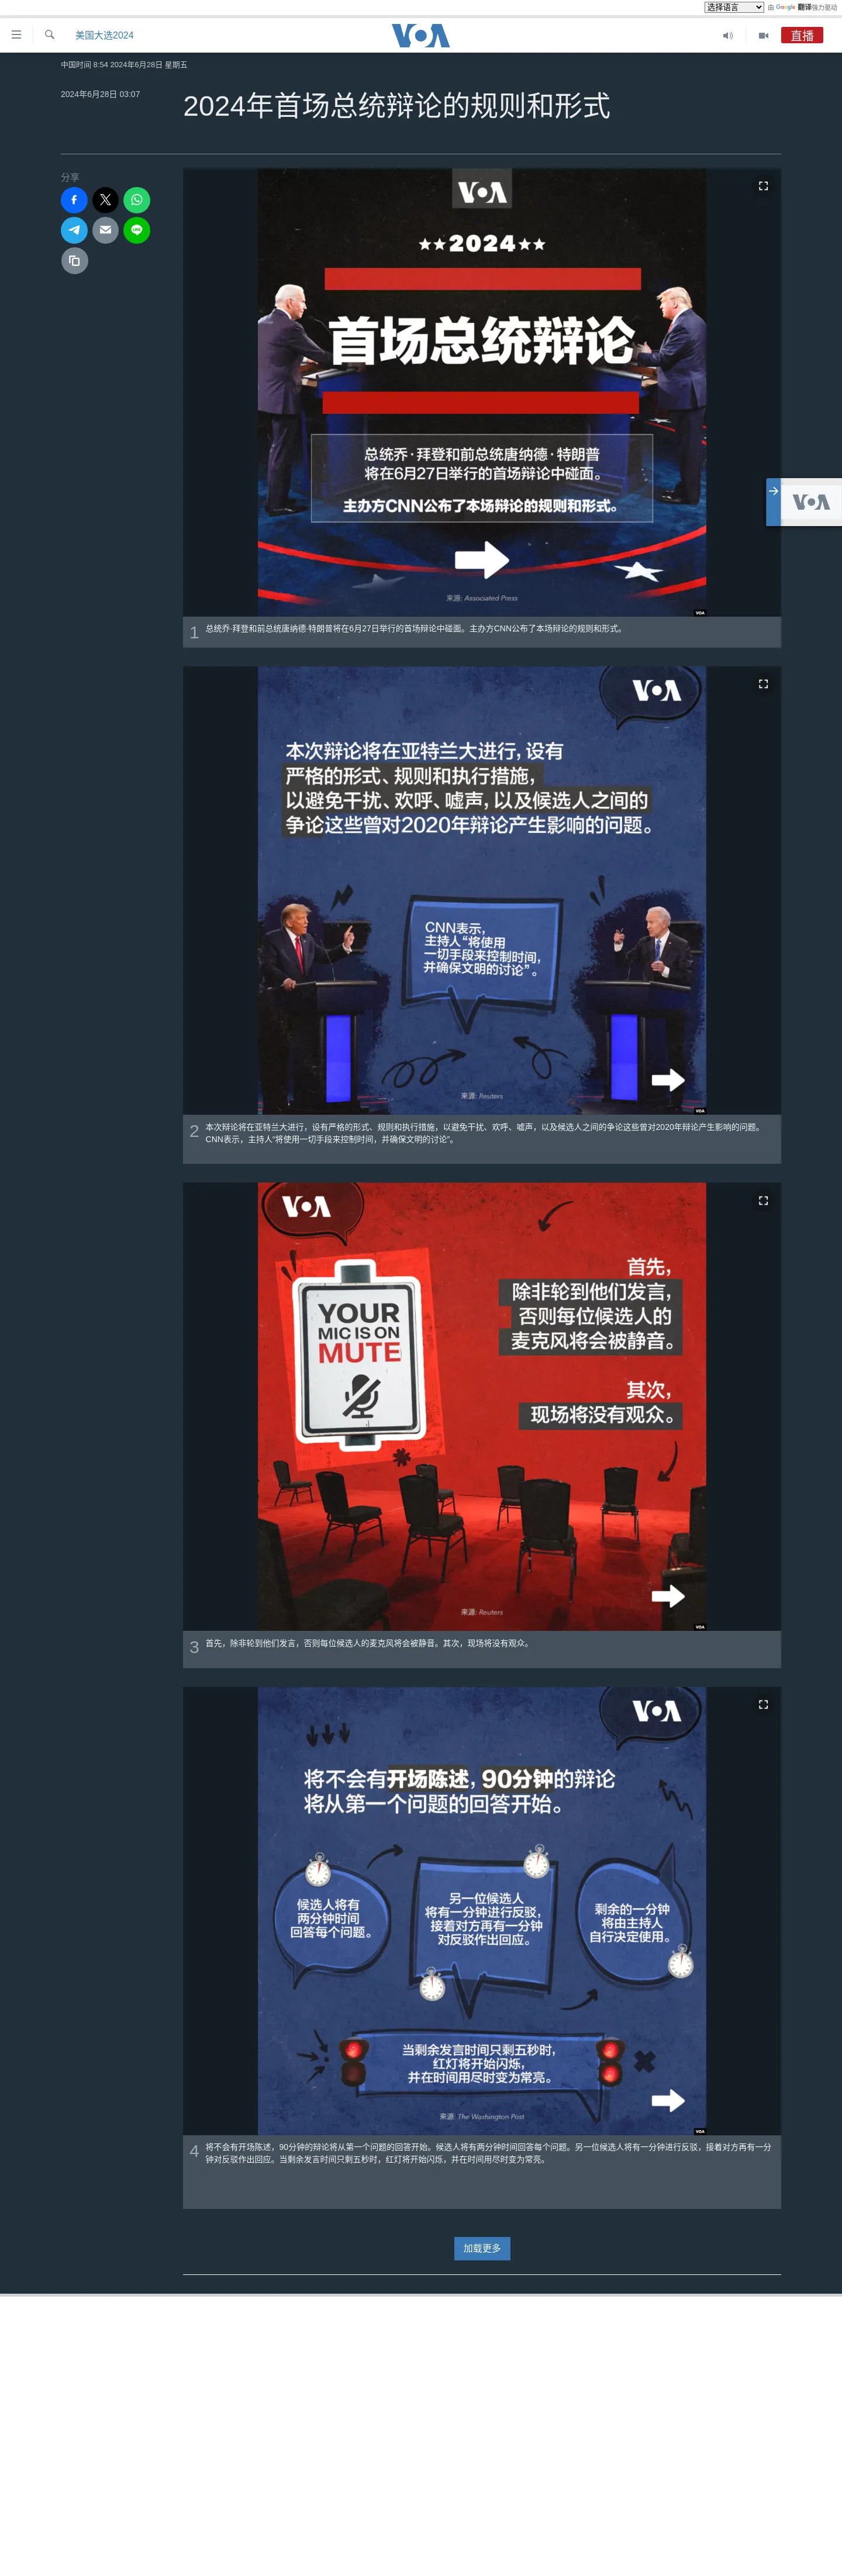 选择语言 由 Google 翻译强力驱动
美国大选2024
VOA
直播
中国时间 8:54 2024年6月28日 星期五
2024年6月28日 03:07
2024年首场总统辩论的规则和形式
分享
VOA
2024
首场总统辩论
总统乔·拜登和前总统唐纳德·特朗普
将在6月27日举行的首场辩论中碰面。
主办方CNN公布了本场辩论的规则和形式。
来源: Associated Press
VOA
VOA
1 总统乔·拜登和前总统唐纳德·特朗普将在6月27日举行的首场辩论中碰面。主办方CNN公布了本场辩论的规则和形式。
VOA
本次辩论将在亚特兰大进行，设有
严格的形式、规则和执行措施，
以避免干扰、欢呼、嘘声，以及候选人之间的
争论这些曾对2020年辩论产生影响的问题。
CNN表示，
主持人“将使用
一切手段来控制时间，
并确保文明的讨论”。
来源: Reuters
VOA
2 本次辩论将在亚特兰大进行，设有严格的形式、规则和执行措施，以避免干扰、欢呼、嘘声，以及候选人之间的争论这些曾对2020年辩论产生影响的问题。
CNN表示，主持人“将使用一切手段来控制时间，并确保文明的讨论”。
VOA
YOUR
MIC IS ON
MUTE
首先，
除非轮到他们发言，
否则每位候选人的
麦克风将会被静音。
其次，
现场将没有观众。
来源: Reuters
VOA
3 首先，除非轮到他们发言，否则每位候选人的麦克风将会被静音。其次，现场将没有观众。
VOA
将不会有开场陈述，90分钟的辩论
将从第一个问题的回答开始。
候选人将有
两分钟时间
回答每个问题。
另一位候选人
将有一分钟进行反驳，
接着对方再有一分钟
对反驳作出回应。
剩余的一分钟
将由主持人
自行决定使用。
当剩余发言时间只剩五秒时，
红灯将开始闪烁，
并在时间用尽时变为常亮。
来源: The Washington Post
VOA
4 将不会有开场陈述，90分钟的辩论将从第一个问题的回答开始。候选人将有两分钟时间回答每个问题。另一位候选人将有一分钟进行反驳，接着对方再有一分
钟对反驳作出回应。当剩余发言时间只剩五秒时，红灯将开始闪烁，并在时间用尽时变为常亮。
加载更多